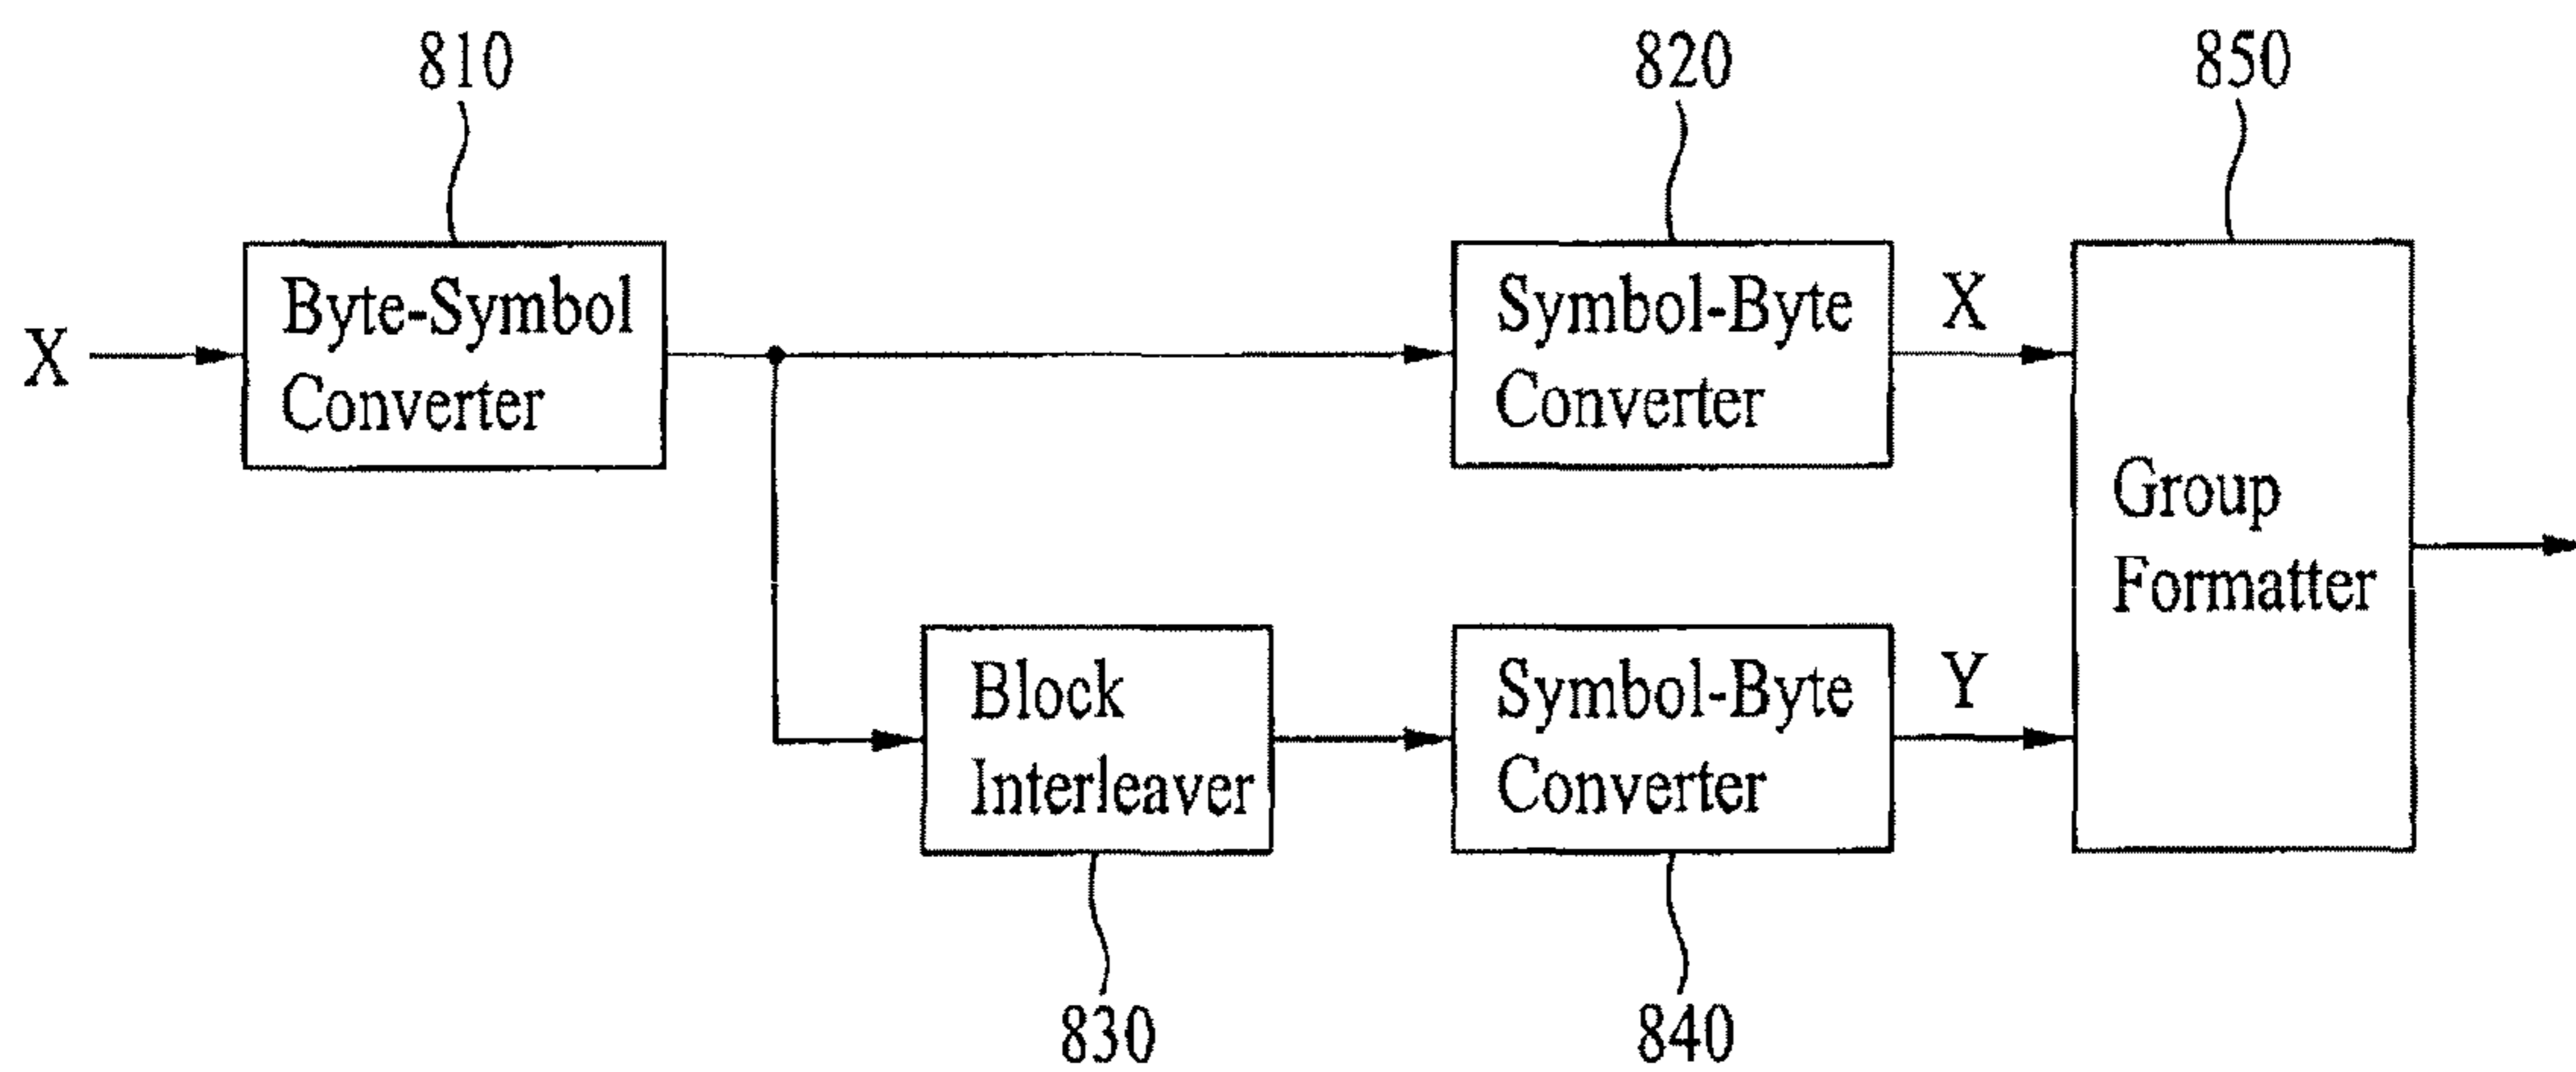 810
820
850
X
Byte-Symbol
Converter
Symbol-Byte
Converter
X
Group
Formatter
Block
Interleaver
Symbol-Byte
Converter
Y
830
840